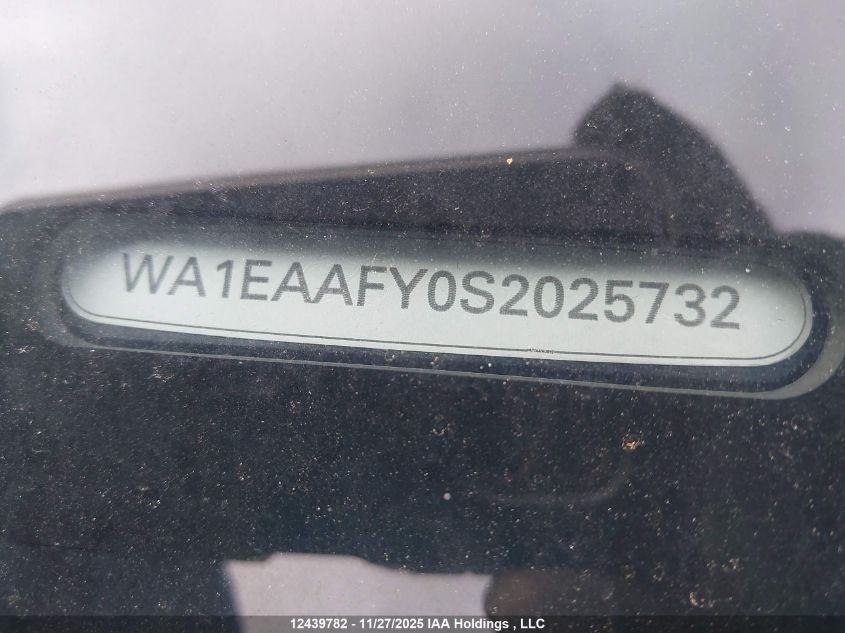 WA1EAAFY0S2025732
12439782 - 11/27/2025 IAA Holdings , LLC